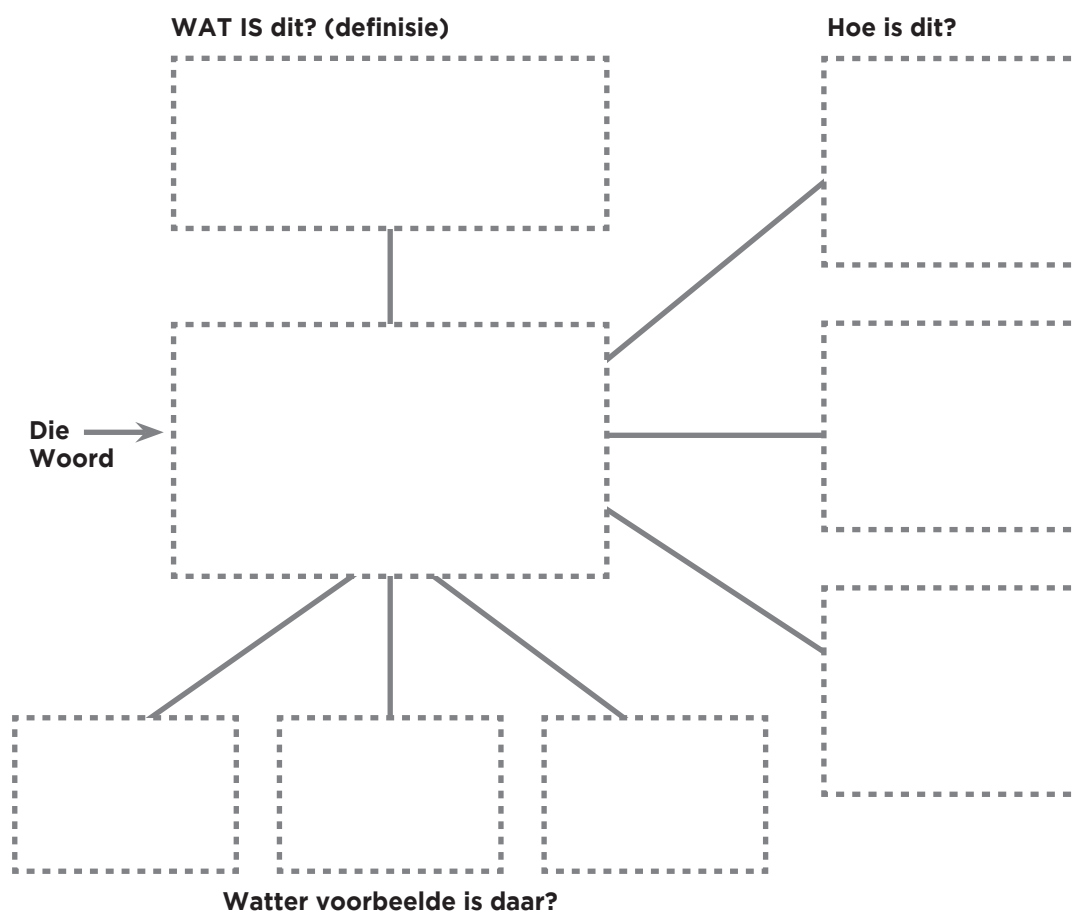 WAT IS dit? (definisie)
Hoe is dit?
Die
Woord
Watter voorbeelde is daar?